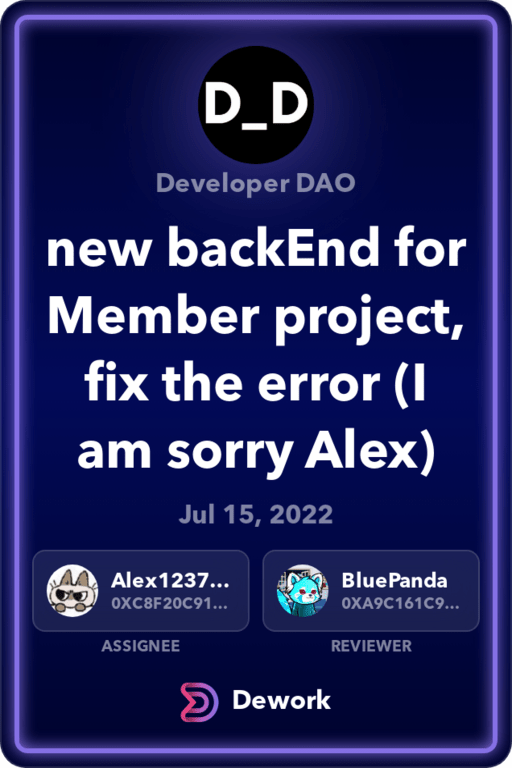 D_D
Developer DAO
new backEnd for
Member project,
fix the error (I
am sorry Alex)
Jul 15, 2022
Alex1237...
0XC8F20C91...
ASSIGNEE
BluePanda
0XA9C161C9...
REVIEWER
Dework